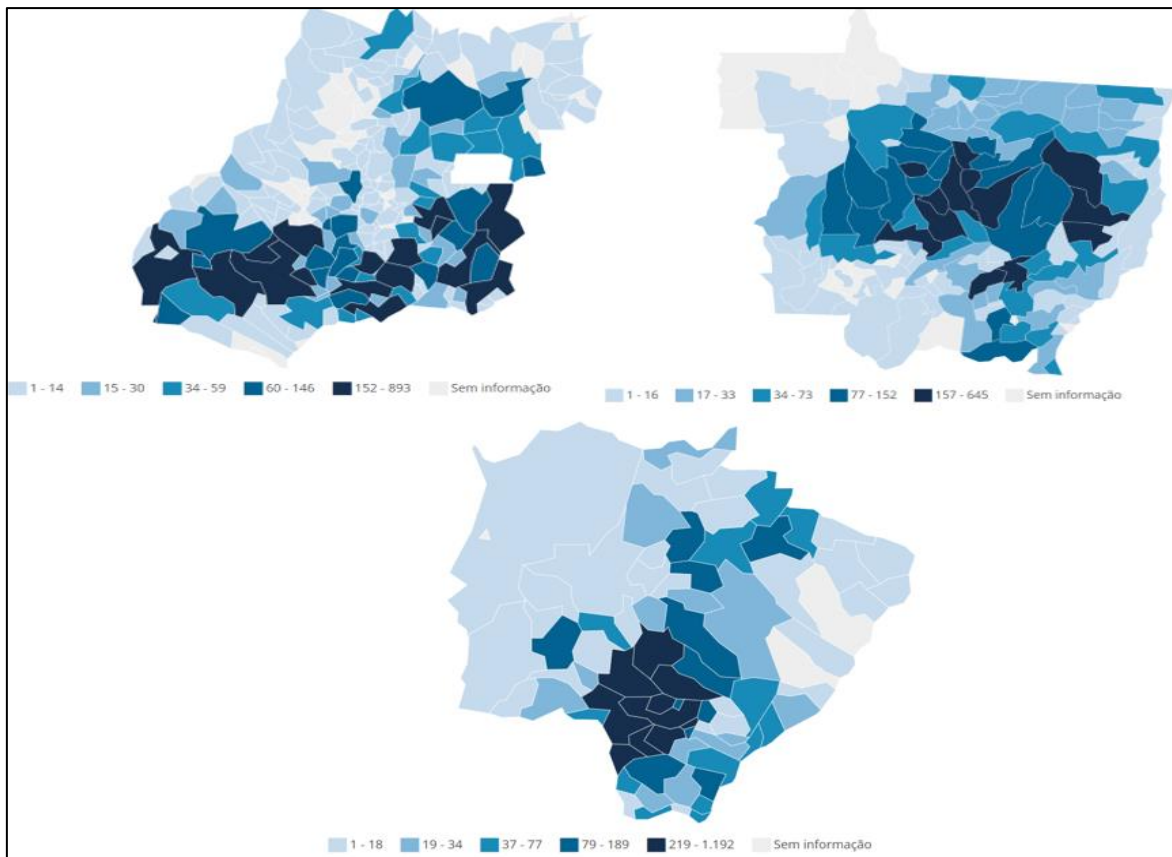 1 - 14 15 - 30 34 - 59 60 - 146 152 - 893 Sem informação
1 - 16 17 - 33 34 - 73 77 - 152 157 - 645 Sem informação
1 - 18 19 - 34 37 - 77 79 - 189 219 - 1.192 Sem informação